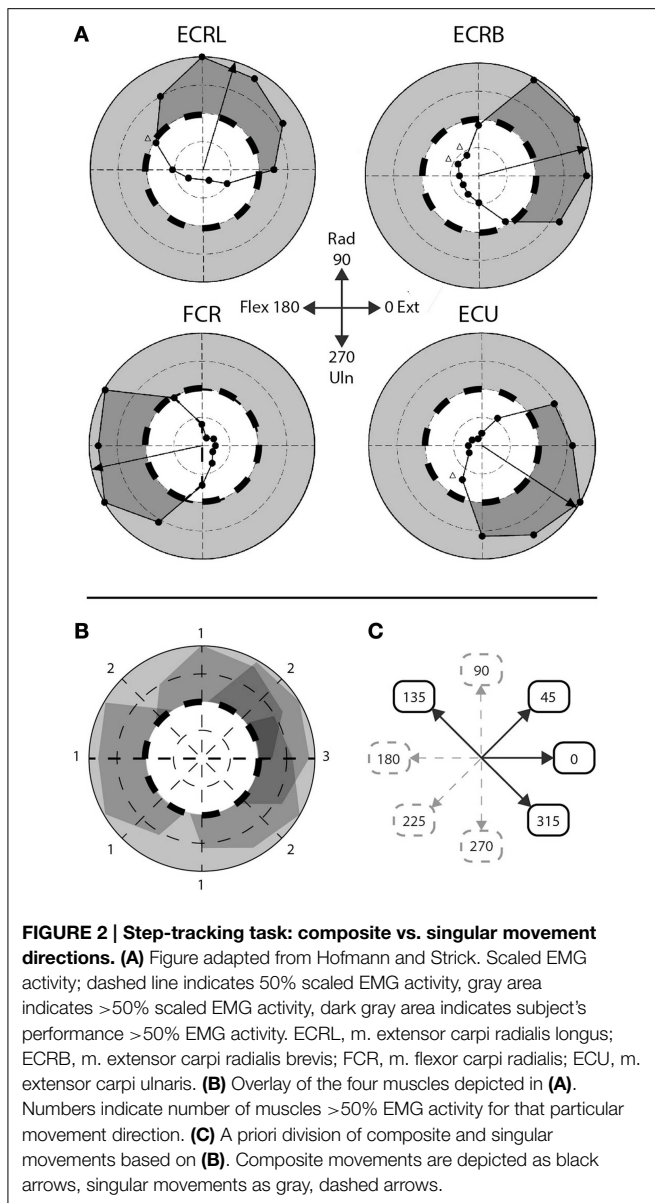 A
ECRL
ECRB
Rad
90
Flex 180
0 Ext
270
Uln
FCR
ECU
B
1
2
2
1
3
1
2
1
C
90
135
45
180
0
225
315
270
FIGURE 2 | Step-tracking task: composite vs. singular movement
directions. (A) Figure adapted from Hofmann and Strick. Scaled EMG
activity; dashed line indicates 50% scaled EMG activity, gray area
indicates >50% scaled EMG activity, dark gray area indicates subject's
performance >50% EMG activity. ECRL, m. extensor carpi radialis longus;
ECRB, m. extensor carpi radialis brevis; FCR, m. flexor carpi radialis; ECU, m.
extensor carpi ulnaris. (B) Overlay of the four muscles depicted in (A).
Numbers indicate number of muscles >50% EMG activity for that particular
movement direction. (C) A priori division of composite and singular
movements based on (B). Composite movements are depicted as black
arrows, singular movements as gray, dashed arrows.